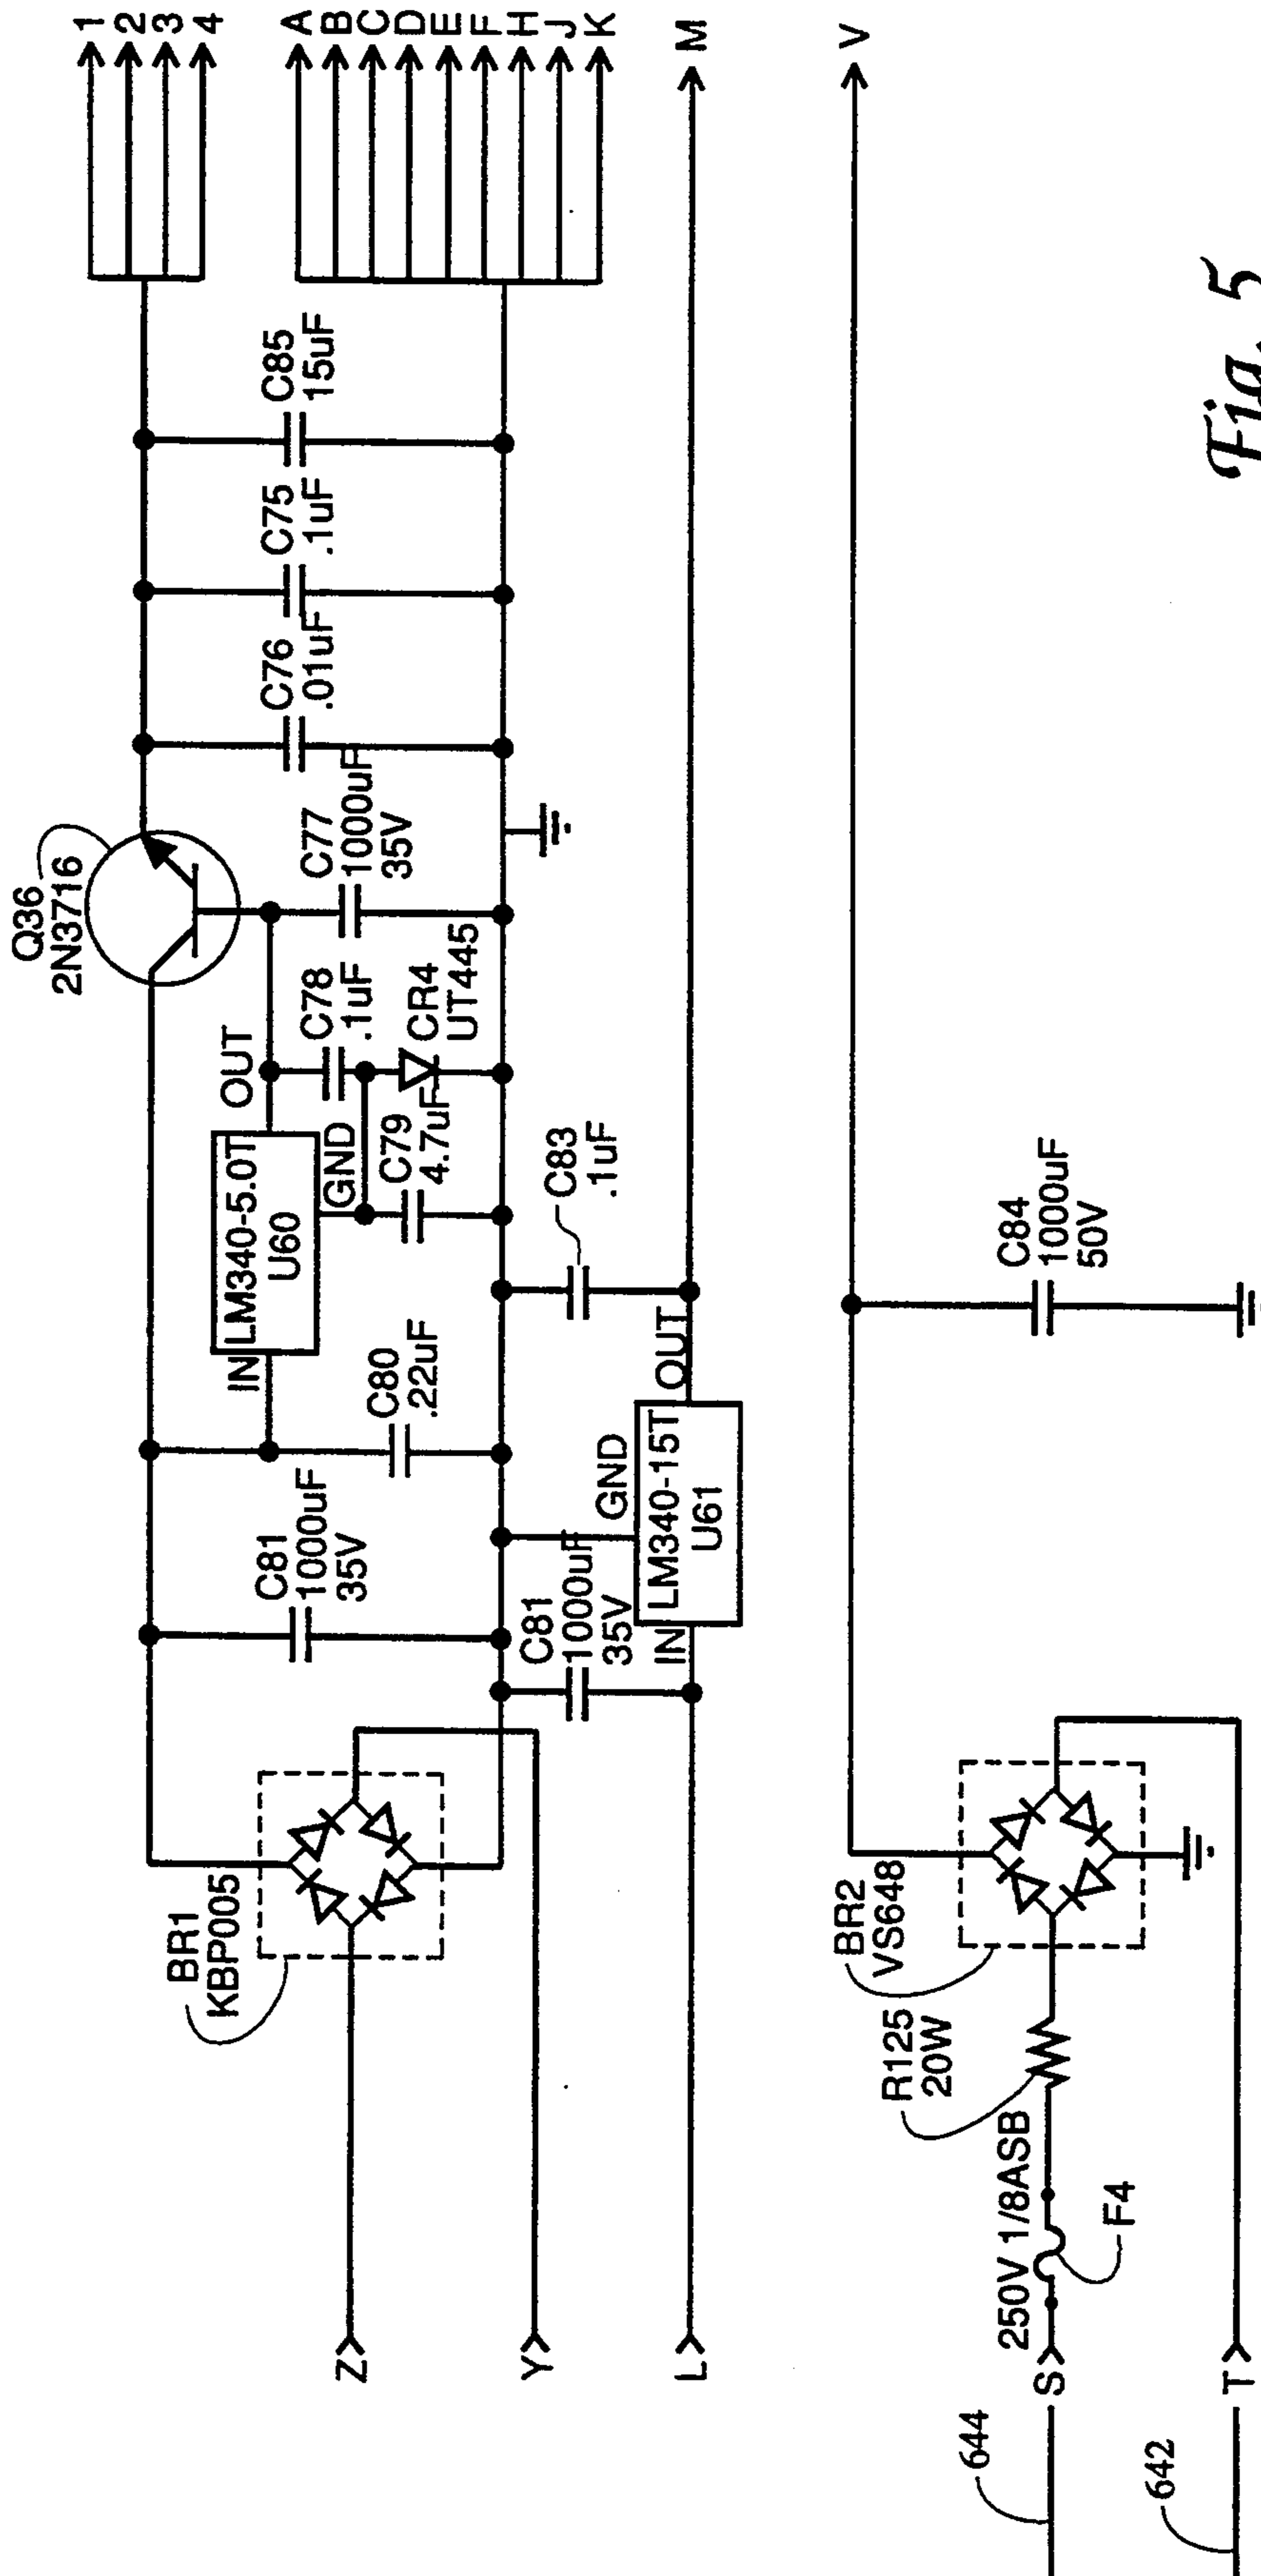 1
2
3
4
A
B
C
D
E
F
H
J
K
M
V
Q36
2N3716
C85
15uF
C75
.1uF
C76
.01uF
C77
1000uF
35V
C78
.1uF
CR4
UT445
OUT
GND
IN
LM340-5.0T
U60
C79
4.7uF
C80
.22uF
C81
1000uF
35V
C83
.1uF
OUT
GND
IN
LM340-15T
U61
C81
1000uF
35V
BR1
KBP005
Z
Y
L
C84
1000uF
50V
BR2
VS648
R125
20W
250V 1/8ASB
F4
S
T
644
642
Fig. 5